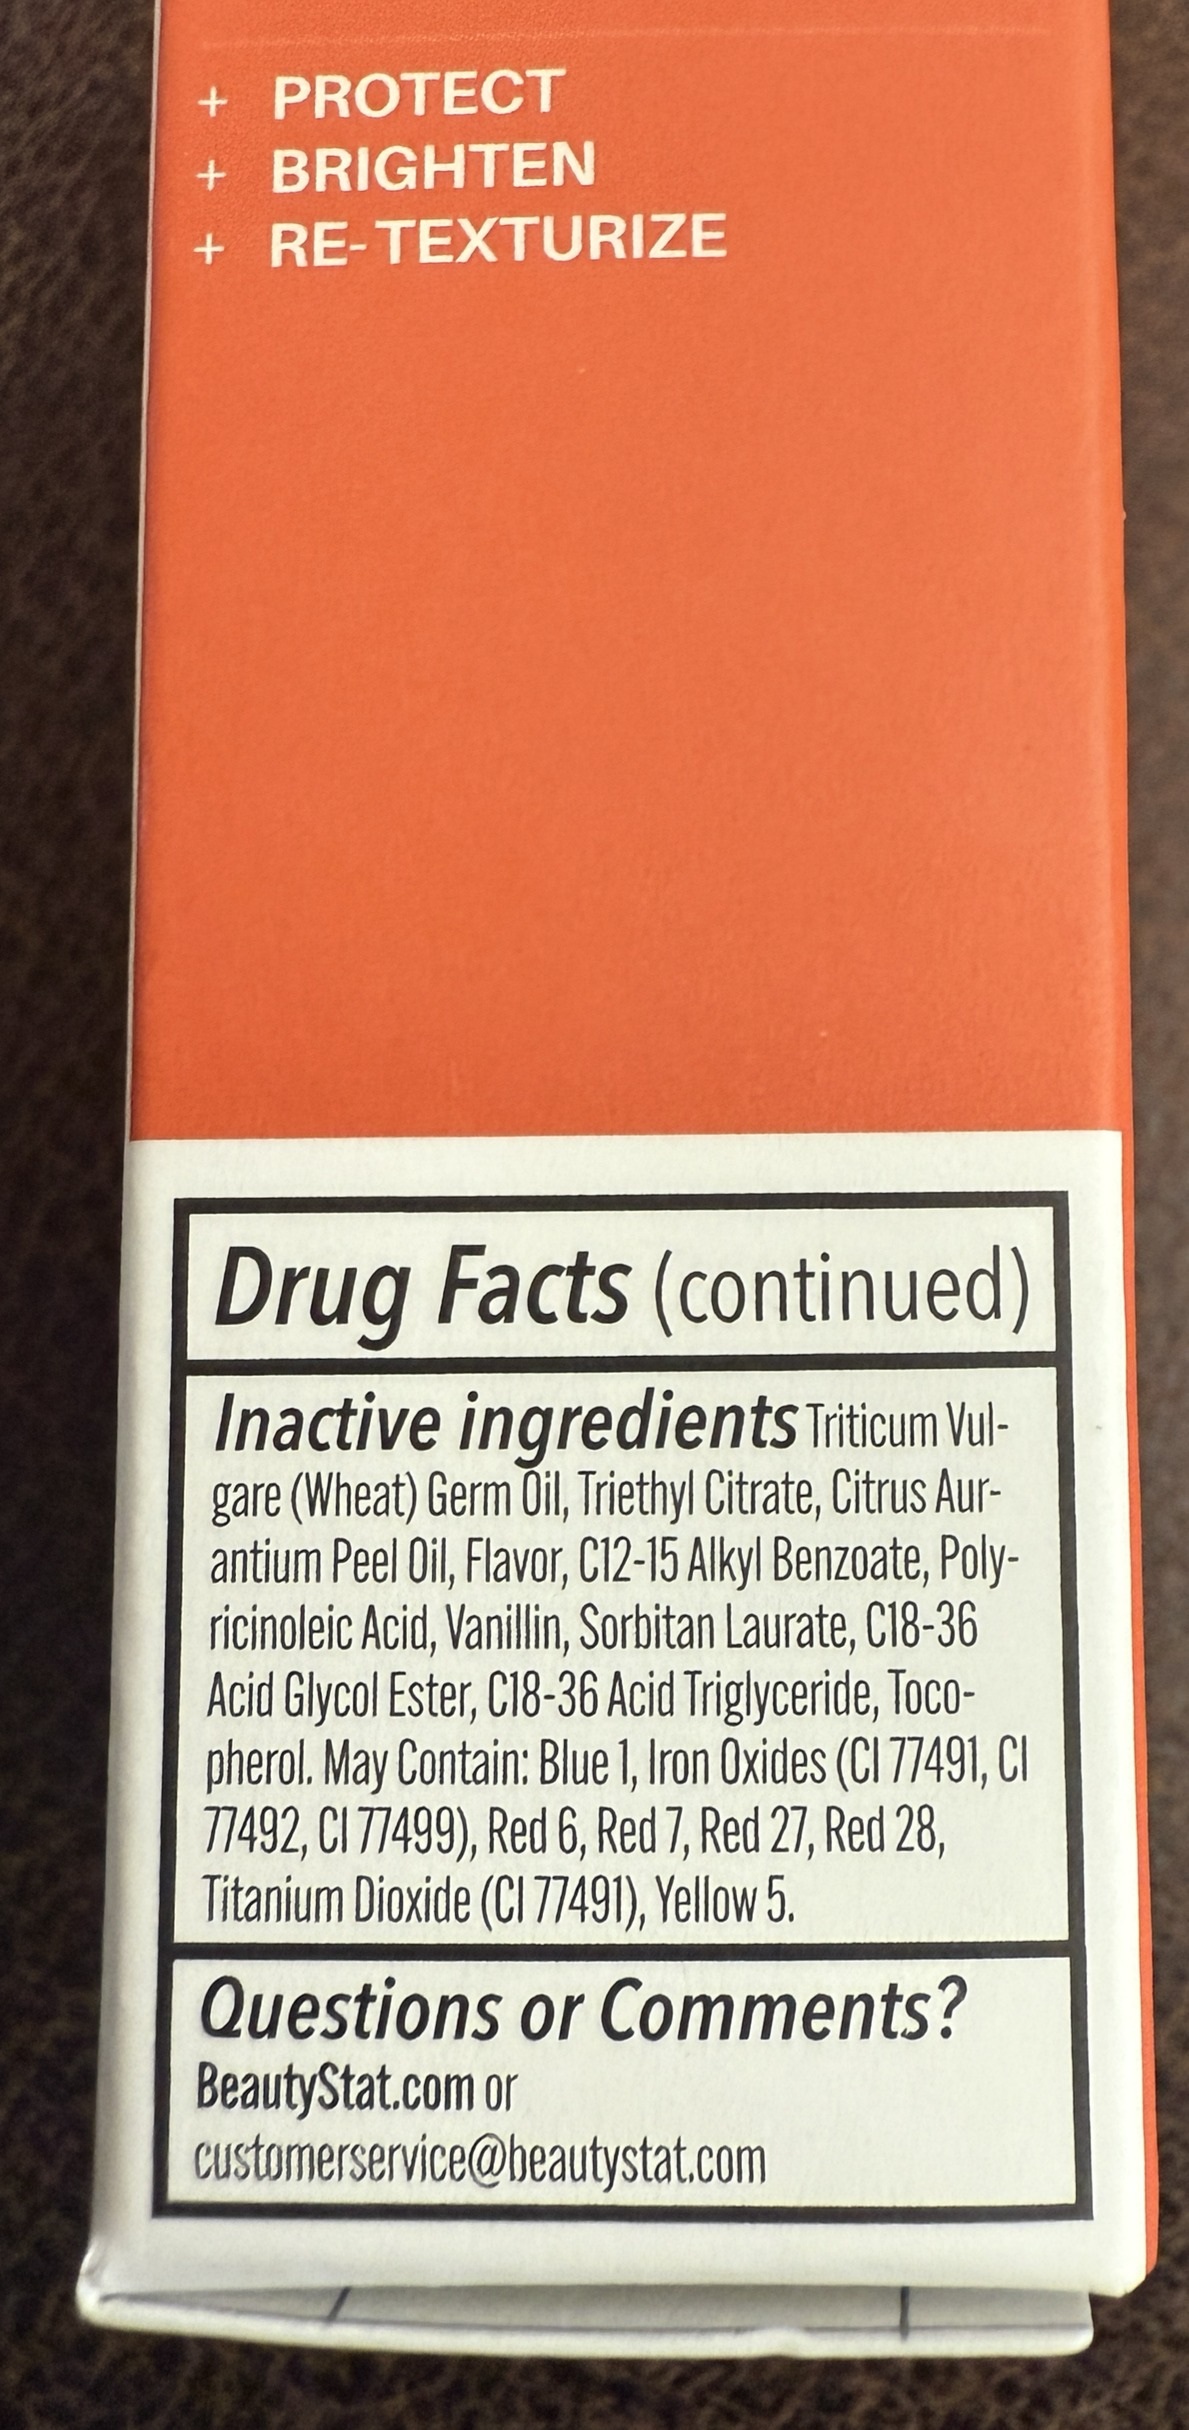 + PROTECT
+ BRIGHTEN
+ RE-TEXTURIZE
Drug Facts (continued)
Inactive ingredients Triticum Vul-
gare (Wheat) Germ Oil, Triethyl Citrate, Citrus Aur-
antium Peel Oil, Flavor, C12-15 Alkyl Benzoate, Poly-
ricinoleic Acid, Vanillin, Sorbitan Laurate, C18-36
Acid Glycol Ester, C18-36 Acid Triglyceride, Toco-
pherol. May Contain: Blue 1, Iron Oxides (CI 77491, CI
77492, CI 77499), Red 6, Red 7, Red 27, Red 28,
Titanium Dioxide (CI 77491), Yellow 5.
Questions or Comments?
BeautyStat.com or
customerservice@beautystat.com